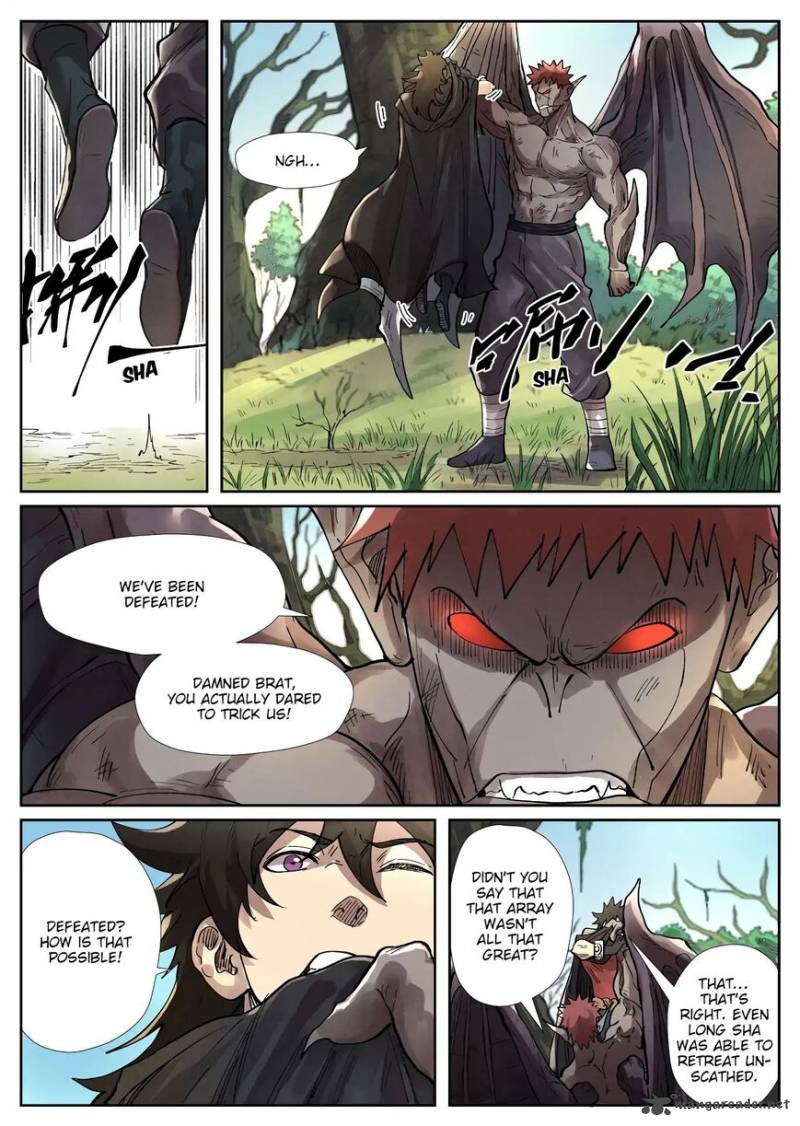 SHA
NGH...
SHA
WE'VE BEEN
DEFEATED!
DAMNED BRAT,
YOU ACTUALLY DARED
TO TRICK US!
DEFEATED?
HOW IS THAT
POSSIBLE!
DIDN'T YOU
SAY THAT
THAT ARRAY
WASN'T
ALL THAT
GREAT?
THAT...
THAT'S
RIGHT. EVEN
LONG SHA
WAS ABLE TO
RETREAT UN-
SCATHED.
mangareader.net